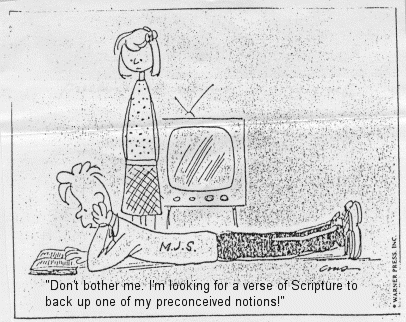 M.J.S.
"Don't bother me. I'm looking for a verse of Scripture to
back up one of my preconceived notions!"
• WARNER PRESS INC